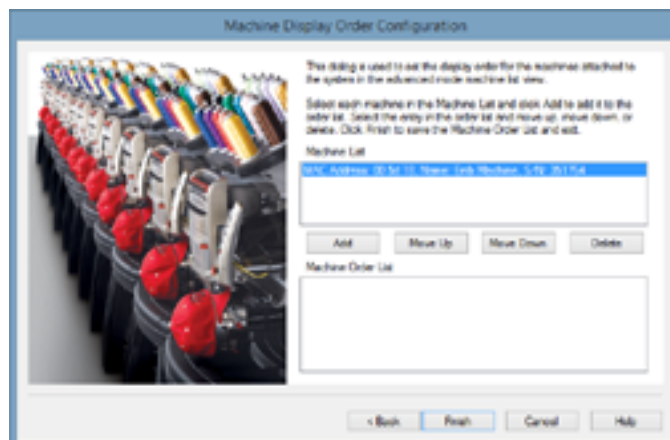 Machine Display Order Configuration
This dialog is used to set the display order for the machines attached to
the system in the advanced mode machine list view.
Select each machine in the Machine List and click Add to add it to the
order list. Select the entry in the order list and move up, move down, or
delete. Click Finish to save the Machine Order List and exit.
Machine List
MAC Address: Name: Machine, S/N:
Add
Move Up
Move Down
Delete
Machine Order List
< Back
Finish
Cancel
Help